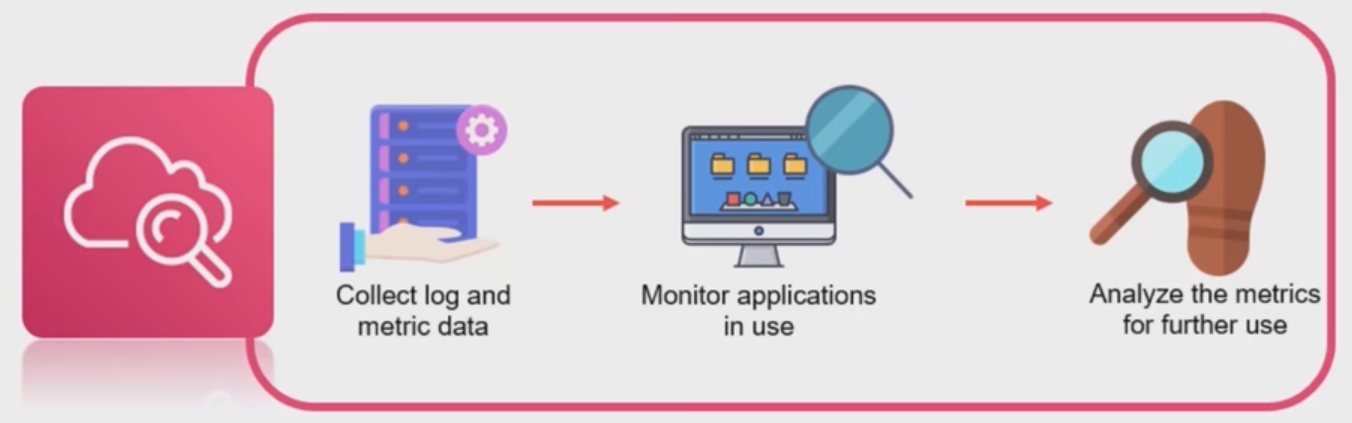 Collect log and
metric data
Monitor applications
in use
Analyze the metrics
for further use